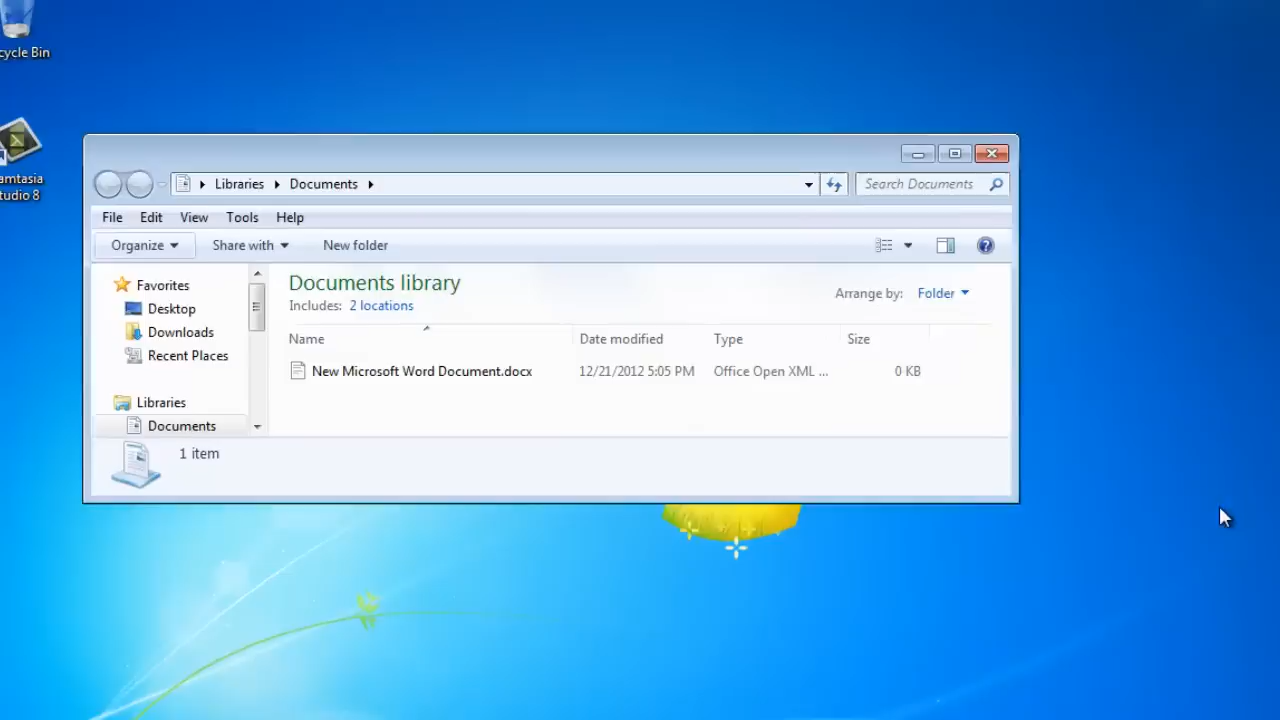 cycle Bin
amtasia
tudio 8
Libraries Documents
Search Documents
File Edit View Tools Help
Organize Share with New folder
Favorites
Desktop
Downloads
Recent Places
Libraries
Documents
Documents library
Includes: 2 locations
Arrange by: Folder
Name Date modified Type Size
New Microsoft Word Document.docx 12/21/2012 5:05 PM Office Open XML ... 0 KB
1 item